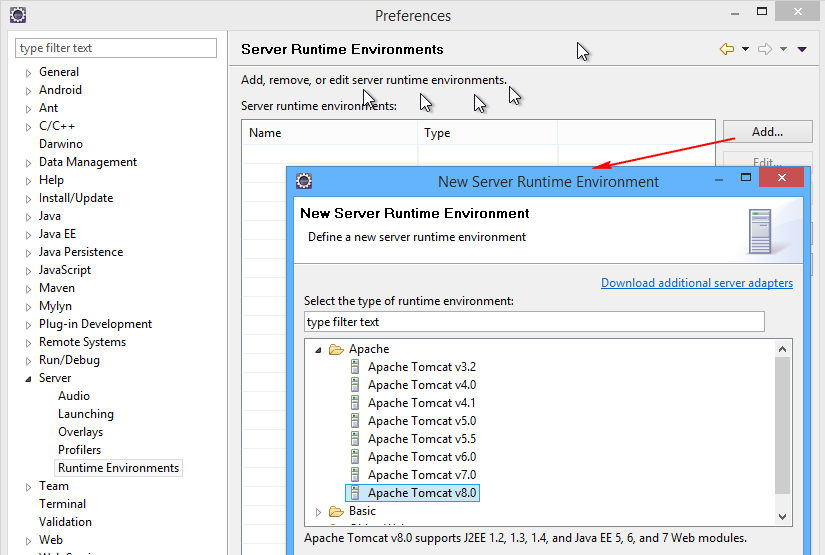 Preferences
type filter text
General
Android
Ant
C/C++
Darwino
Data Management
Help
Install/Update
Java
Java EE
Java Persistence
JavaScript
Maven
Mylyn
Plug-in Development
Remote Systems
Run/Debug
Server
Audio
Launching
Overlays
Profilers
Runtime Environments
Team
Terminal
Validation
Web
Server Runtime Environments
Add, remove, or edit server runtime environments.
Server runtime environments:
Name Type
Add...
Edit...
New Server Runtime Environment
New Server Runtime Environment
Define a new server runtime environment
Download additional server adapters
Select the type of runtime environment:
type filter text
Apache
Apache Tomcat v3.2
Apache Tomcat v4.0
Apache Tomcat v4.1
Apache Tomcat v5.0
Apache Tomcat v5.5
Apache Tomcat v6.0
Apache Tomcat v7.0
Apache Tomcat v8.0
Basic
Apache Tomcat v8.0 supports J2EE 1.2, 1.3, 1.4, and Java EE 5, 6, and 7 Web modules.